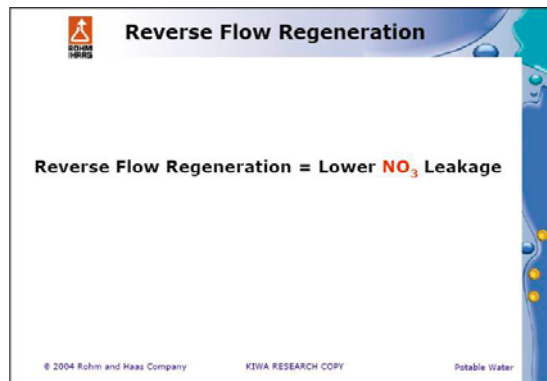 ROHM
HAAS
Reverse Flow Regeneration
Reverse Flow Regeneration = Lower NO₃ Leakage
© 2004 Rohm and Haas Company KIWA RESEARCH COPY Potable Water